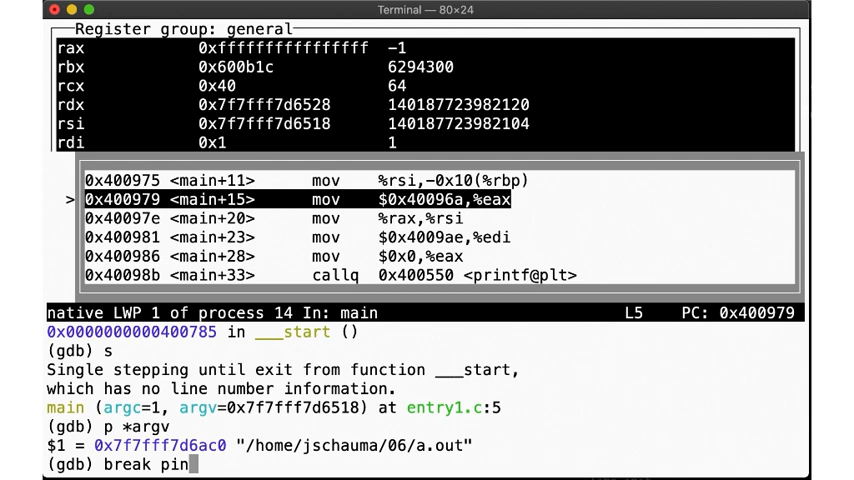 Terminal — 80×24
Register group: general
rax 0xffffffffffffffff -1
rbx 0x600b1c 6294300
rcx 0x40 64
rdx 0x7f7fff7d6528 140187723982120
rsi 0x7f7fff7d6518 140187723982104
rdi 0x1 1
0x400975 <main+11> mov %rsi,-0x10(%rbp)
> 0x400979 <main+15> mov $0x40096a,%eax
0x40097e <main+20> mov %rax,%rsi
0x400981 <main+23> mov $0x4009ae,%edi
0x400986 <main+28> mov $0x0,%eax
0x40098b <main+33> callq 0x400550 <printf@plt>
native LWP 1 of process 14 In: main L5 PC: 0x400979
0x0000000000400785 in ___start ()
(gdb) s
Single stepping until exit from function ___start,
which has no line number information.
main (argc=1, argv=0x7f7fff7d6518) at entry1.c:5
(gdb) p *argv
$1 = 0x7f7fff7d6ac0 "/home/jschauma/06/a.out"
(gdb) break pin